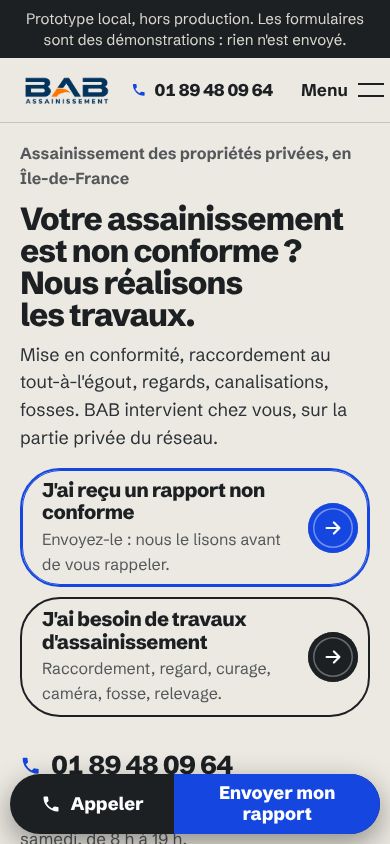 Prototype local, hors production. Les formulaires
sont des démonstrations : rien n'est envoyé.
BAB
ASSAINISSEMENT
01 89 48 09 64
Menu
Assainissement des propriétés privées, en
Île-de-France
Votre assainissement
est non conforme ?
Nous réalisons
les travaux.
Mise en conformité, raccordement au
tout-à-l'égout, regards, canalisations,
fosses. BAB intervient chez vous, sur la
partie privée du réseau.
J'ai reçu un rapport non
conforme
Envoyez-le : nous le lisons avant
de vous rappeler.
J'ai besoin de travaux
d'assainissement
Raccordement, regard, curage,
caméra, fosse, relevage.
01 89 48 09 64
Appeler
Envoyer mon
rapport
samedi, de 8 h à 19 h.